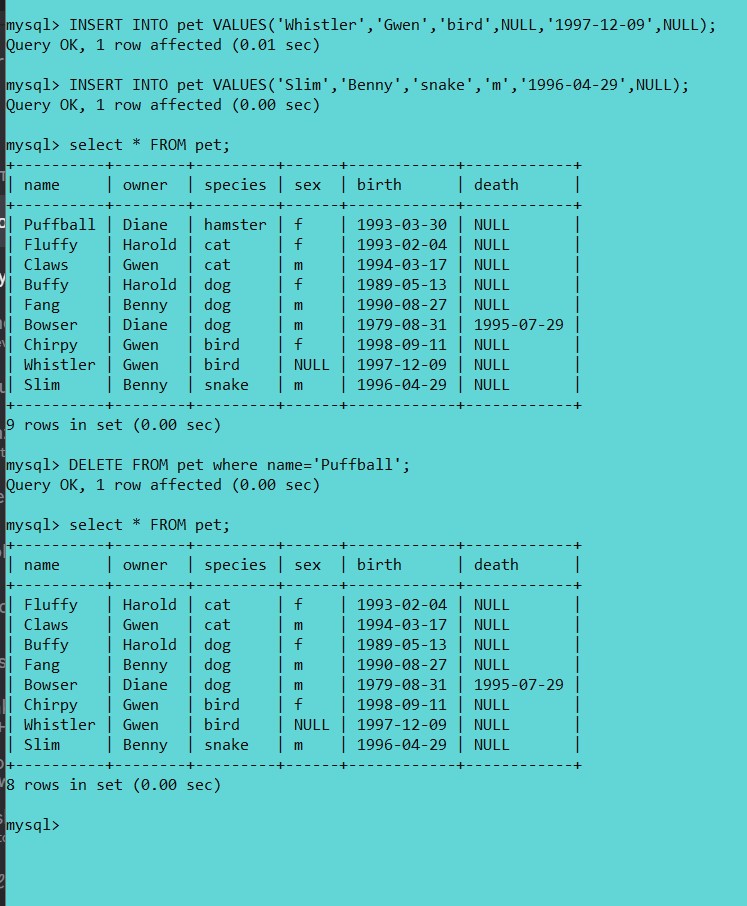 mysql> INSERT INTO pet VALUES('Whistler','Gwen','bird',NULL,'1997-12-09',NULL);
Query OK, 1 row affected (0.01 sec)
mysql> INSERT INTO pet VALUES('Slim','Benny','snake','m','1996-04-29',NULL);
Query OK, 1 row affected (0.00 sec)
mysql> select * FROM pet;
+----------+--------+---------+------+------------+------------+
| name     | owner  | species | sex  | birth      | death      |
+----------+--------+---------+------+------------+------------+
| Puffball | Diane  | hamster | f    | 1993-03-30 | NULL       |
| Fluffy   | Harold | cat     | f    | 1993-02-04 | NULL       |
| Claws    | Gwen   | cat     | m    | 1994-03-17 | NULL       |
| Buffy    | Harold | dog     | f    | 1989-05-13 | NULL       |
| Fang     | Benny  | dog     | m    | 1990-08-27 | NULL       |
| Bowser   | Diane  | dog     | m    | 1979-08-31 | 1995-07-29 |
| Chirpy   | Gwen   | bird    | f    | 1998-09-11 | NULL       |
| Whistler | Gwen   | bird    | NULL | 1997-12-09 | NULL       |
| Slim     | Benny  | snake   | m    | 1996-04-29 | NULL       |
+----------+--------+---------+------+------------+------------+
9 rows in set (0.00 sec)
mysql> DELETE FROM pet where name='Puffball';
Query OK, 1 row affected (0.00 sec)
mysql> select * FROM pet;
+----------+--------+---------+------+------------+------------+
| name     | owner  | species | sex  | birth      | death      |
+----------+--------+---------+------+------------+------------+
| Fluffy   | Harold | cat     | f    | 1993-02-04 | NULL       |
| Claws    | Gwen   | cat     | m    | 1994-03-17 | NULL       |
| Buffy    | Harold | dog     | f    | 1989-05-13 | NULL       |
| Fang     | Benny  | dog     | m    | 1990-08-27 | NULL       |
| Bowser   | Diane  | dog     | m    | 1979-08-31 | 1995-07-29 |
| Chirpy   | Gwen   | bird    | f    | 1998-09-11 | NULL       |
| Whistler | Gwen   | bird    | NULL | 1997-12-09 | NULL       |
| Slim     | Benny  | snake   | m    | 1996-04-29 | NULL       |
+----------+--------+---------+------+------------+------------+
8 rows in set (0.00 sec)
mysql>